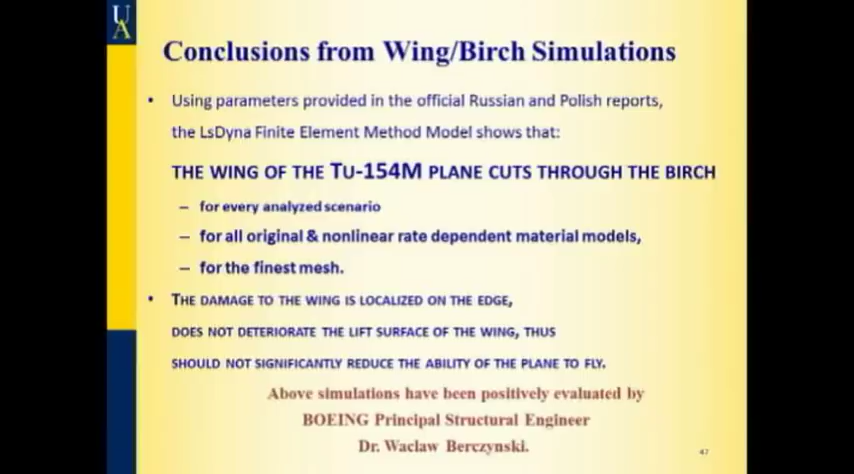 UA
Conclusions from Wing/Birch Simulations
• Using parameters provided in the official Russian and Polish reports,
the LsDyna Finite Element Method Model shows that:
THE WING OF THE TU-154M PLANE CUTS THROUGH THE BIRCH
– for every analyzed scenario
– for all original & nonlinear rate dependent material models,
– for the finest mesh.
• THE DAMAGE TO THE WING IS LOCALIZED ON THE EDGE,
DOES NOT DETERIORATE THE LIFT SURFACE OF THE WING, THUS
SHOULD NOT SIGNIFICANTLY REDUCE THE ABILITY OF THE PLANE TO FLY.
Above simulations have been positively evaluated by
BOEING Principal Structural Engineer
Dr. Waclaw Berczynski.
47